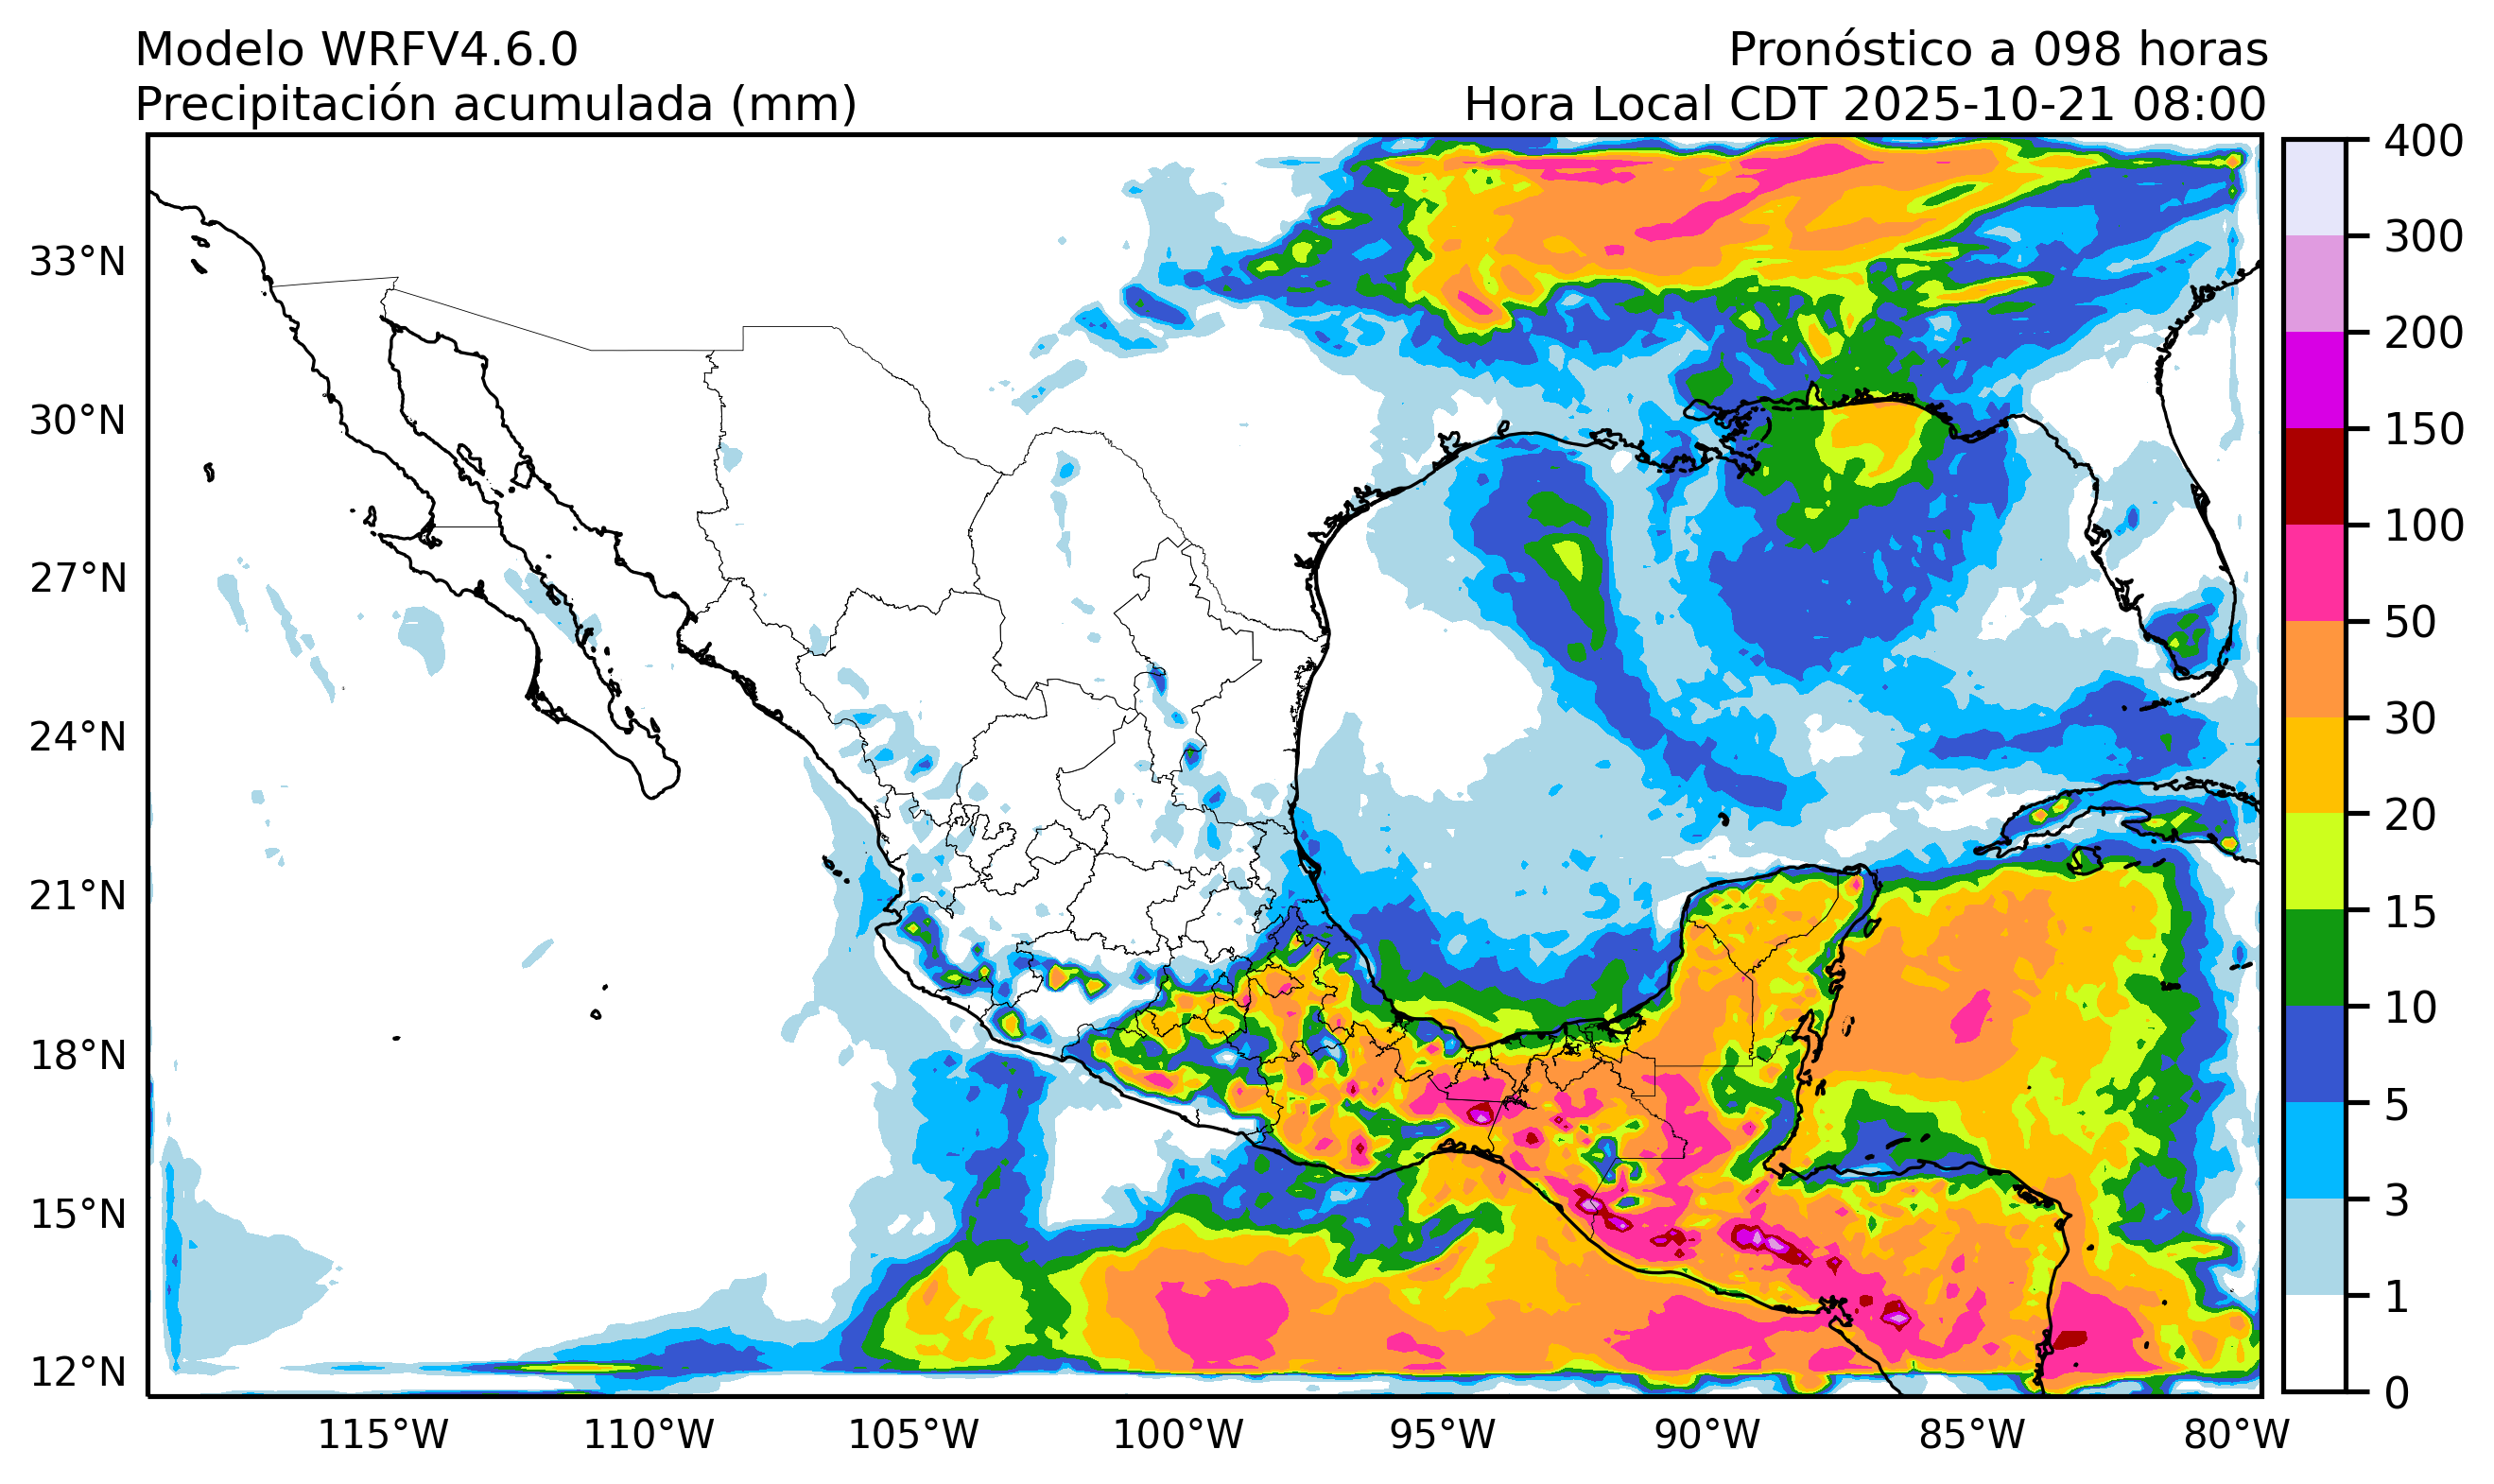 Modelo WRFV4.6.0
Pronóstico a 098 horas
Precipitación acumulada (mm)
Hora Local CDT 2025-10-21 08:00
33°N
30°N
27°N
24°N
21°N
18°N
15°N
12°N
115°W
110°W
105°W
100°W
95°W
90°W
85°W
80°W
400
300
200
150
100
50
30
20
15
10
5
3
1
0